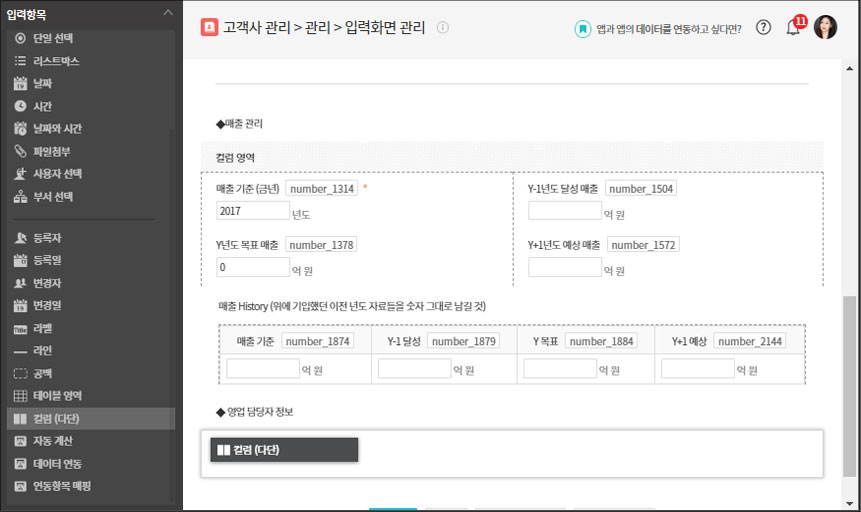 입력항목
단일 선택
리스트박스
날짜
시간
날짜와 시간
파일첨부
사용자 선택
부서 선택
등록자
등록일
변경자
변경일
Title 라벨
라인
공백
테이블 영역
컬럼 (다단)
자동 계산
데이터 연동
연동항목 매핑
고객사 관리 > 관리 > 입력화면 관리
앱과 앱의 데이터를 연동하고 싶다면?
11
◆매출 관리
컬럼 영역
매출 기준 (금년) number_1314 *
2017 년도
Y-1년도 달성 매출 number_1504
억 원
Y년도 목표 매출 number_1378
0 억 원
Y+1년도 예상 매출 number_1572
억 원
매출 History (위에 기입했던 이전 년도 자료들을 숫자 그대로 남길 것)
매출 기준 number_1874 Y-1 달성 number_1879 Y 목표 number_1884 Y+1 예상 number_2144
억 원 억 원 억 원 억 원
◆ 영업 담당자 정보
컬럼 (다단)